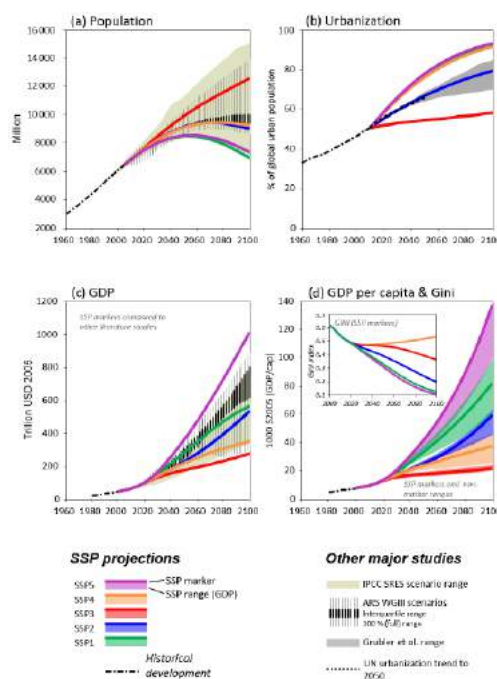 (a) Population
16000
14000
12000
10000
8000
6000
4000
2000
Million
1960 1980 2000 2020 2040 2060 2080 2100
(b) Urbanization
100
80
60
40
20
0
% of global urban population
1960 1980 2000 2020 2040 2060 2080 2100
(c) GDP
SSP markers compared to
other literature studies
1200
1000
800
600
400
200
0
Trillion USD 2005
1960 1980 2000 2020 2040 2060 2080 2100
(d) GDP per capita & Gini
GINI (SSP markers)
Gini index
2000 2020 2040 2060 2080 2100
140
120
100
80
60
40
20
0
1000 $2005 (GDP/cap)
SSP markers and non-
marker ranges
1960 1980 2000 2020 2040 2060 2080 2100
SSP projections
SSP5
SSP4
SSP3
SSP2
SSP1
SSP marker
SSP range (GDP)
Historical
development
Other major studies
IPCC SRES scenario range
AR5 WGIII scenarios
Interquartile range
100 % (full) range
Grubler et al. range
UN urbanization trend to
2050